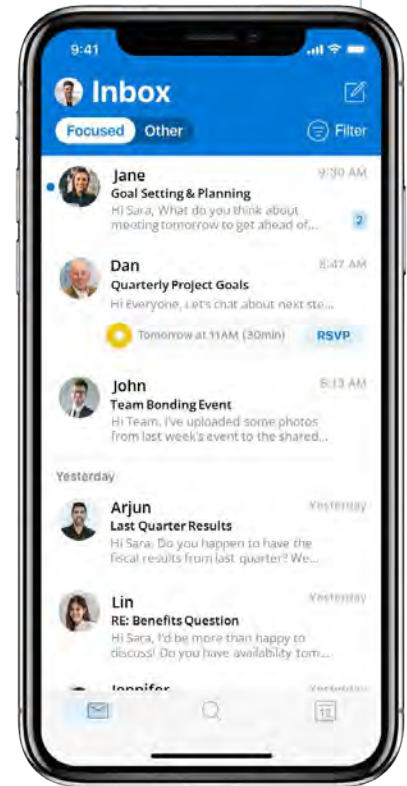 9:41
Inbox
Focused Other Filter
Jane 9:30 AM
Goal Setting & Planning
Hi Sara, What do you think about
meeting tomorrow to get ahead of... 2
Dan 8:47 AM
Quarterly Project Goals
Hi Everyone, Let's chat about next ste...
Tomorrow at 11AM (30min) RSVP
John 8:13 AM
Team Bonding Event
Hi Team, I've uploaded some photos
from last week's event to the shared...
Yesterday
Arjun Yesterday
Last Quarter Results
Hi Sara, Do you happen to have the
fiscal results from last quarter? We...
Lin Yesterday
RE: Benefits Question
Hi Sara, I'd be more than happy to
discuss! Do you have availability tom...
Jennifer Yesterday
12